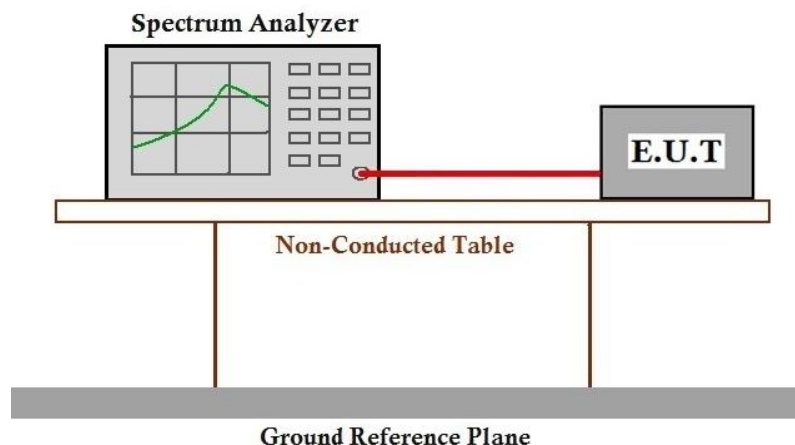 Spectrum Analyzer
E.U.T
Non-Conducted Table
Ground Reference Plane